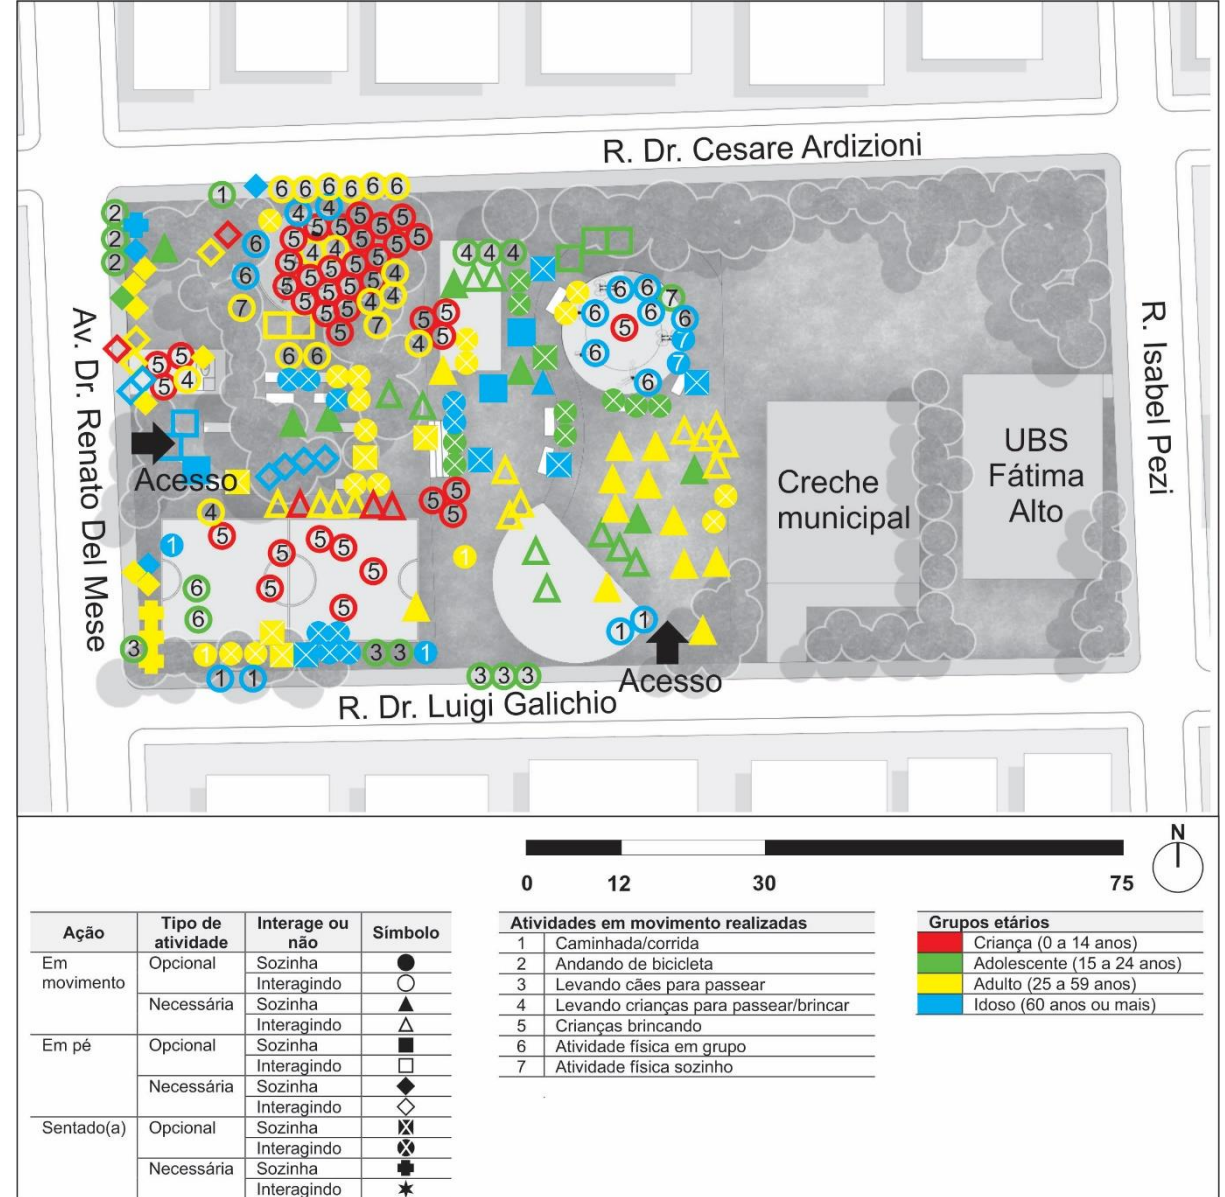 R. Dr. Cesare Ardizioni
Av. Dr. Renato Del Mese
R. Isabel Pezi
Acesso
Creche
municipal
UBS
Fátima
Alto
Acesso
R. Dr. Luigi Galichio
N
0 12 30 75
Ação Tipo de atividade Interage ou não Símbolo
Em movimento Opcional Sozinha
Interagindo
Necessária Sozinha
Interagindo
Em pé Opcional Sozinha
Interagindo
Necessária Sozinha
Interagindo
Sentado(a) Opcional Sozinha
Interagindo
Necessária Sozinha
Interagindo
Atividades em movimento realizadas
1 Caminhada/corrida
2 Andando de bicicleta
3 Levando cães para passear
4 Levando crianças para passear/brincar
5 Crianças brincando
6 Atividade física em grupo
7 Atividade física sozinho
Grupos etários
Criança (0 a 14 anos)
Adolescente (15 a 24 anos)
Adulto (25 a 59 anos)
Idoso (60 anos ou mais)